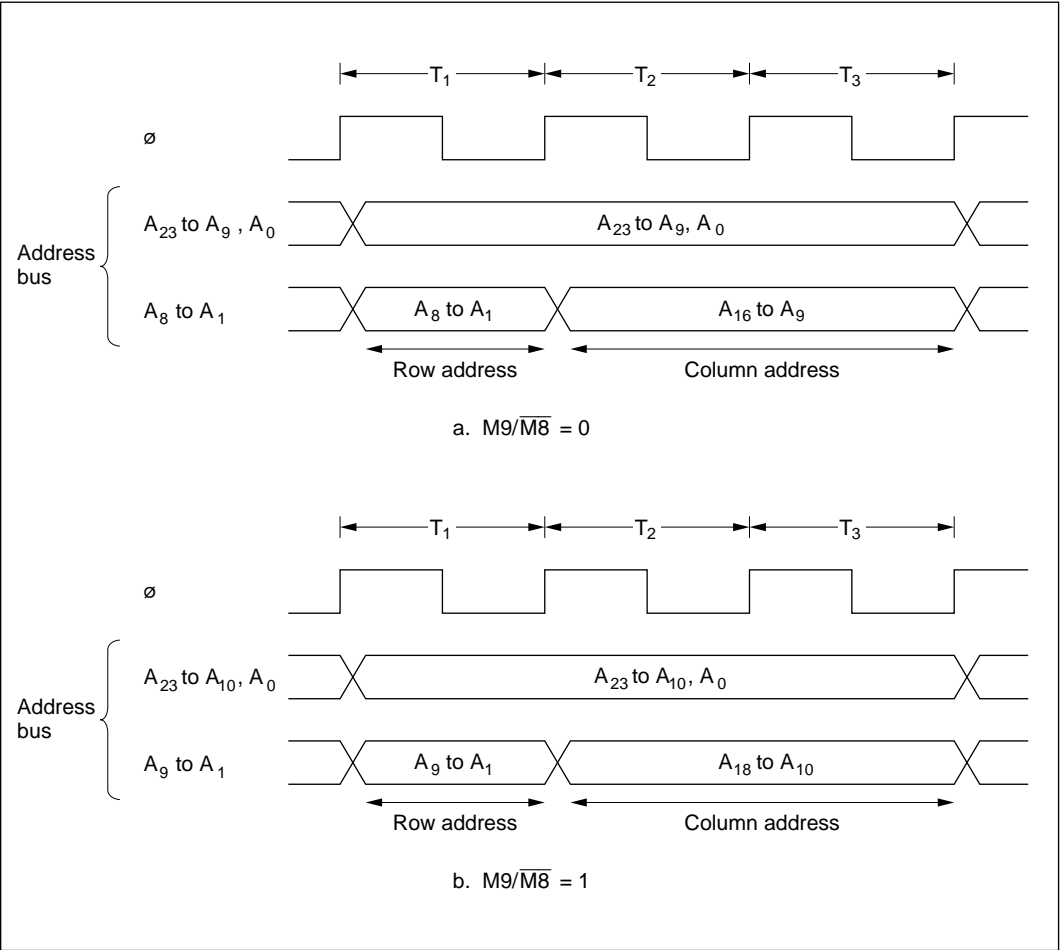 T₁ T₂ T₃
ø
A₂₃ to A₉ , A₀ A₂₃ to A₉, A₀
Address
bus
A₈ to A₁ A₈ to A₁ A₁₆ to A₉
Row address Column address
a. M9/M̅8̅ = 0
T₁ T₂ T₃
ø
A₂₃ to A₁₀, A₀ A₂₃ to A₁₀, A₀
Address
bus
A₉ to A₁ A₉ to A₁ A₁₈ to A₁₀
Row address Column address
b. M9/M̅8̅ = 1